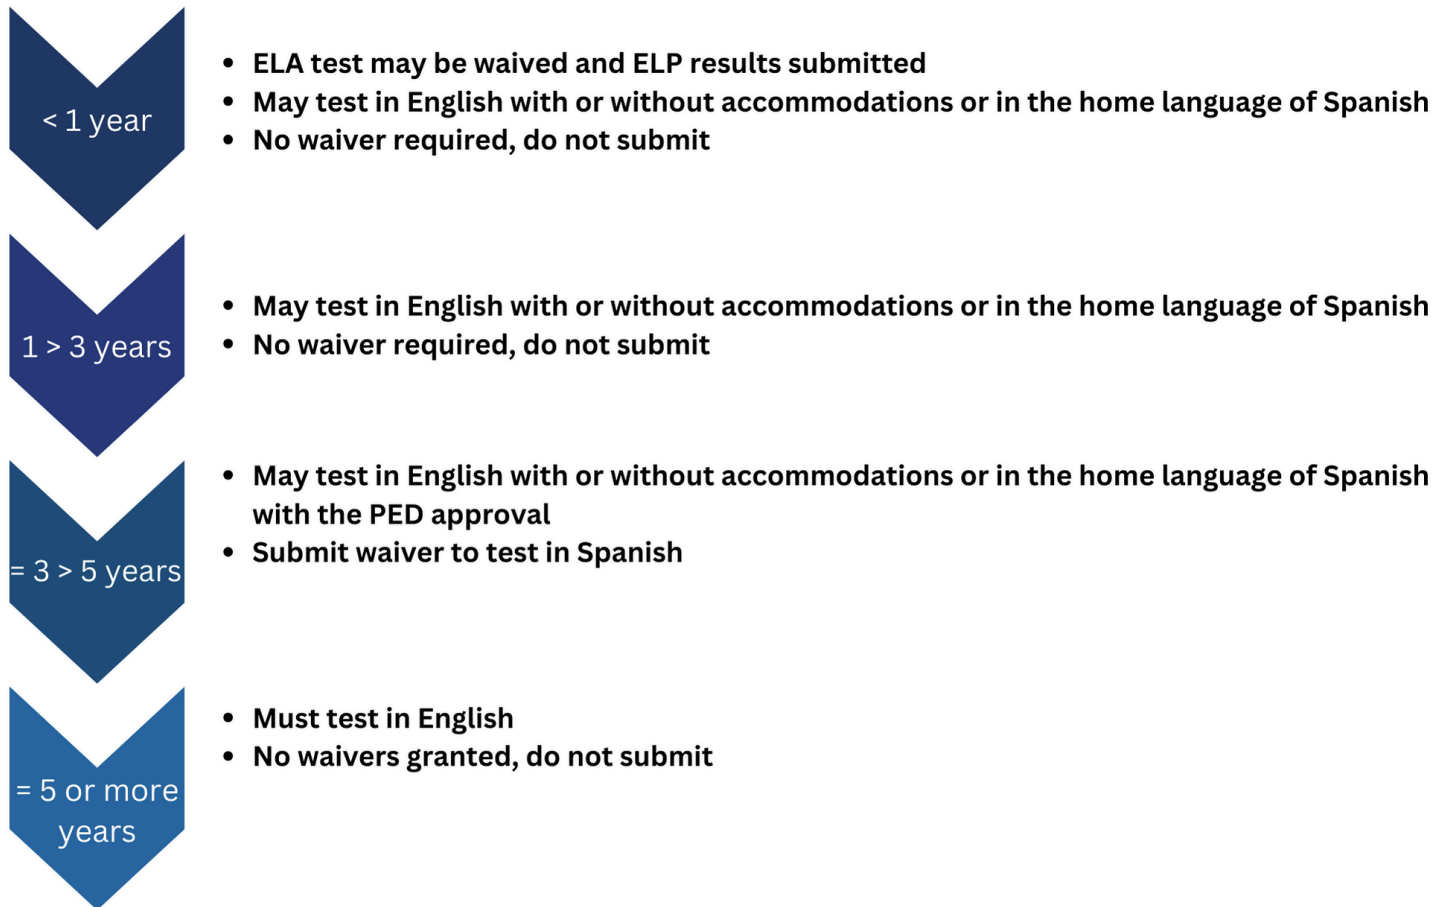 < 1 year
• ELA test may be waived and ELP results submitted
• May test in English with or without accommodations or in the home language of Spanish
• No waiver required, do not submit
1 > 3 years
• May test in English with or without accommodations or in the home language of Spanish
• No waiver required, do not submit
= 3 > 5 years
• May test in English with or without accommodations or in the home language of Spanish
with the PED approval
• Submit waiver to test in Spanish
= 5 or more
years
• Must test in English
• No waivers granted, do not submit